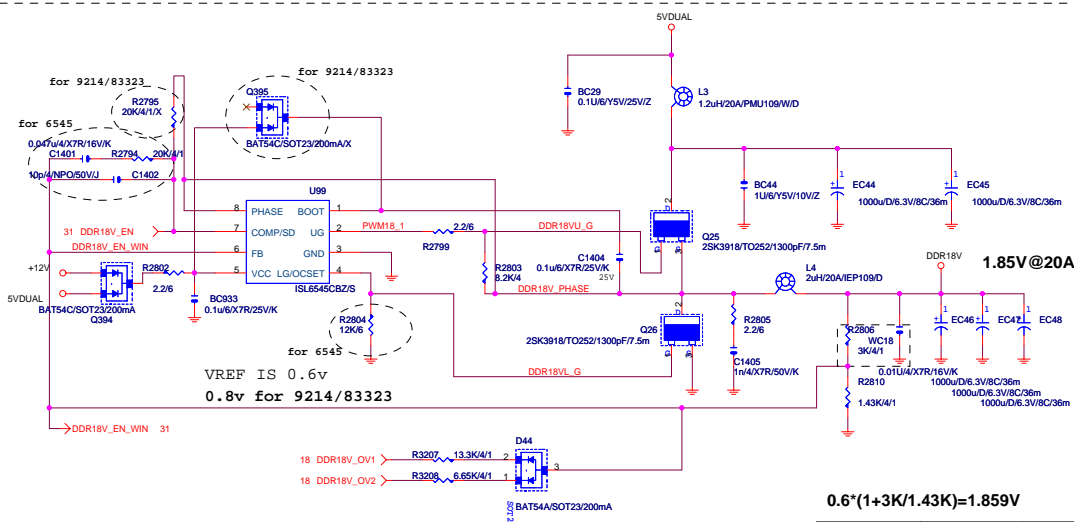 5VDUAL
for 9214/83323
for 9214/83323
R2795
20K/4/1/X
Q395
BAT54C/SOT23/200mA/X
BC29
0.1U/6/Y5V/25V/Z
L3
1.2uH/20A/PMU109/W/D
for 6545
0.047u/4/X7R/16V/K
C1401
R2794
20K/4/1
10p/4/NPO/50V/J
C1402
BC44
1U/6/Y5V/10V/Z
1
EC44
1000u/D/6.3V/8C/36m
1
EC45
1000u/D/6.3V/8C/36m
U99
8 PHASE BOOT 1
7 COMP/SD UG 2
6 FB GND 3
5 VCC LG/OCSET 4
ISL6545CBZ/S
31 DDR18V_EN
DDR18V_EN_WIN
PWM18_1
2.2/6
R2799
DDR18VU_G
2
Q25
2SK3918/TO252/1300pF/7.5m
C1404
0.1u/6/X7R/25V/K
25V
R2803
8.2K/4
DDR18V_PHASE
L4
2uH/20A/IEP109/D
DDR18V
1.85V@20A
+12V
5VDUAL
R2802
2.2/6
BAT54C/SOT23/200mA
Q394
BC933
0.1u/6/X7R/25V/K
R2804
12K/6
for 6545
2
Q26
2SK3918/TO252/1300pF/7.5m
R2805
2.2/6
C1405
1n/4/X7R/50V/K
R2806
3K/4/1
WC18
0.01U/4/X7R/16V/K
1
EC46
1
EC47
1
EC48
1000u/D/6.3V/8C/36m
1000u/D/6.3V/8C/36m
1000u/D/6.3V/8C/36m
R2810
1.43K/4/1
VREF IS 0.6v
0.8v for 9214/83323
DDR18VL_G
DDR18V_EN_WIN 31
18 DDR18V_OV1
R3207
13.3K/4/1
2
D44
3
18 DDR18V_OV2
R3208
6.65K/4/1
1
BAT54A/SOT23/200mA
0.6*(1+3K/1.43K)=1.859V